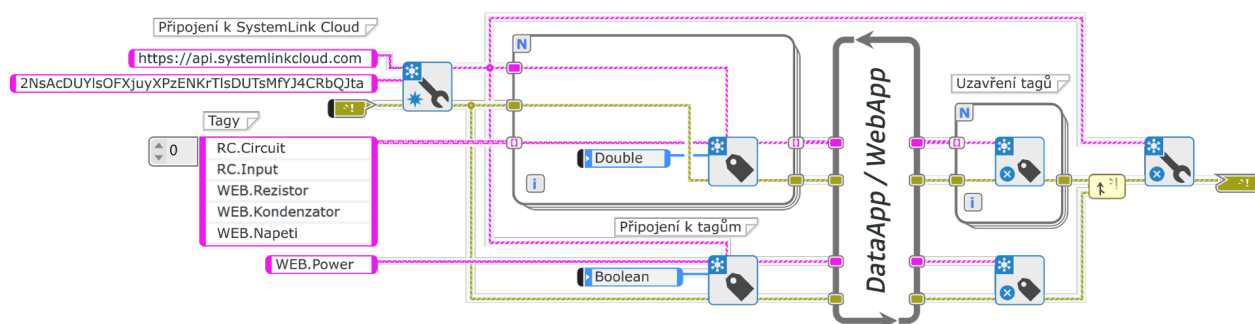 Připojení k SystemLink Cloud
https://api.systemlinkcloud.com
2NsAcDUYlsOFXjuyXPzENKrTlsDUTsMfYJ4CRbQJta
Tagy
0
RC.Circuit
RC.Input
WEB.Rezistor
WEB.Kondenzator
WEB.Napeti
WEB.Power
N
Double
i
Připojení k tagům
Boolean
DataApp / WebApp
Uzavření tagů
N
i